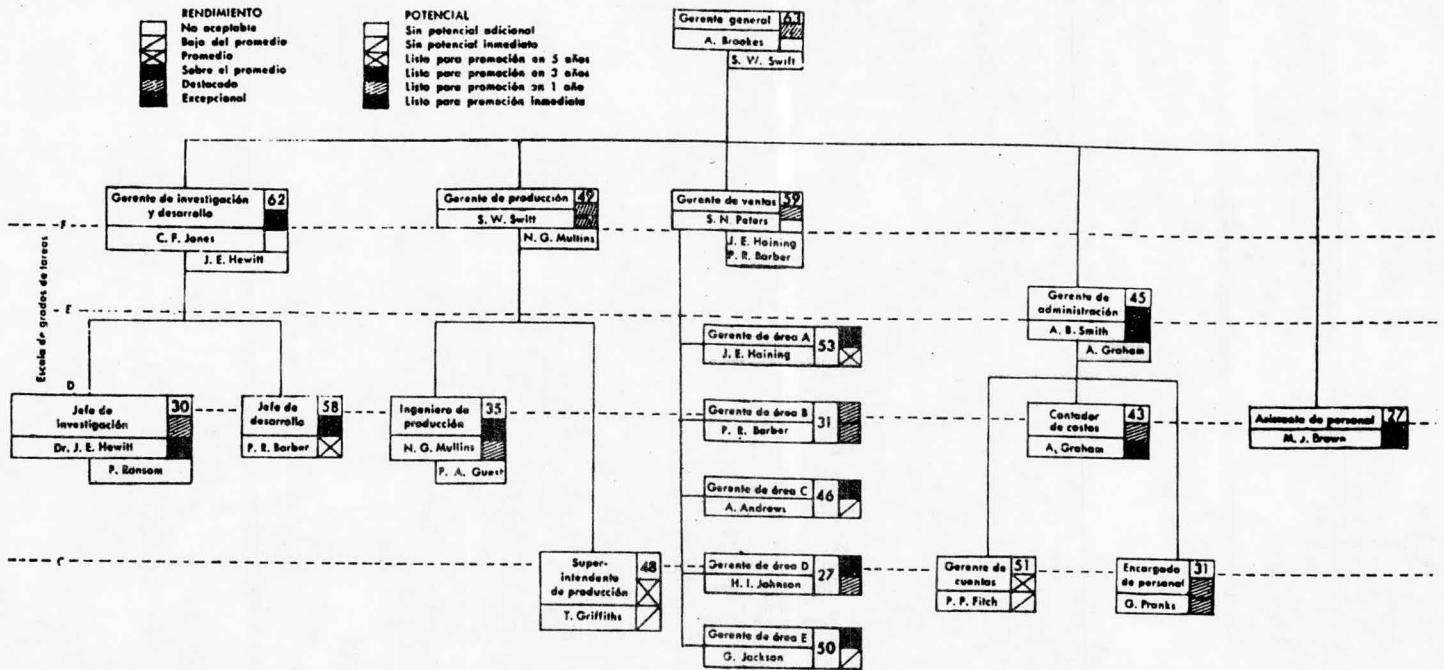 RENDIMIENTO
No aceptable
Bajo del promedio
Promedio
Sobre el promedio
Destacado
Excepcional
POTENCIAL
Sin potencial adicional
Sin potencial inmediato
Listo para promoción en 5 años
Listo para promoción en 3 años
Listo para promoción en 1 año
Listo para promoción inmediata
Gerente general 63
A. Brookes
S. W. Swift
Gerente de investigación
y desarrollo
62
C. F. Jones
J. E. Hewitt
Gerente de producción 49
S. W. Swift
N. G. Mullins
Gerente de ventas 59
S. N. Peters
J. E. Haining
P. R. Barber
Escala de grados de tareas
F
E
D
C
Gerente de
administración
45
A. B. Smith
A. Graham
Gerente de área A
J. E. Haining
53
Jefe de
investigación
30
Dr. J. E. Hewitt
P. Ransom
Jefe de
desarrollo
58
P. R. Barber
Ingeniero de
producción
35
N. G. Mullins
P. A. Guest
Gerente de área B
P. R. Barber
31
Contador
de costos
43
A. Graham
Asistente de personal 27
M. J. Brown
Gerente de área C
A. Andrews
46
Super-
intendente
de producción
48
T. Griffiths
Gerente de área D
H. I. Johnson
27
Gerente de
cuentas
51
P. P. Fitch
Encargado
de personal
31
G. Pranks
Gerente de área E
G. Jackson
50